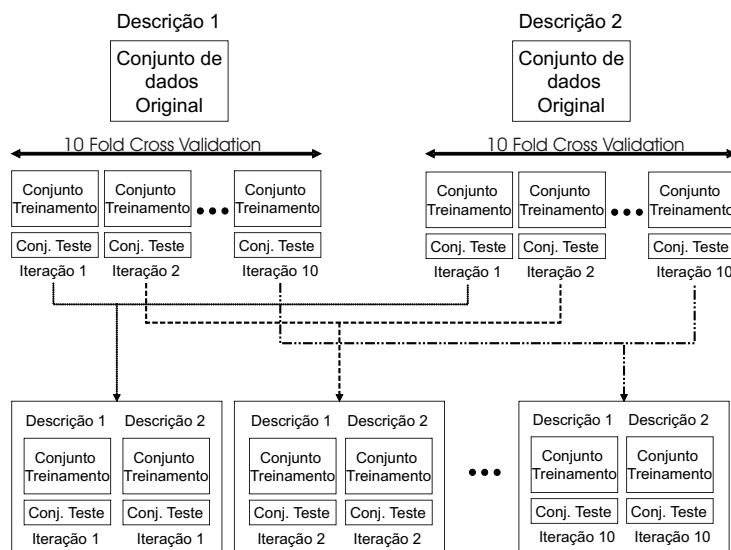 Descrição 1
Descrição 2
Conjunto de
dados
Original
Conjunto de
dados
Original
10 Fold Cross Validation
10 Fold Cross Validation
Conjunto
Treinamento
Conjunto
Treinamento
Conjunto
Treinamento
Conjunto
Treinamento
Conjunto
Treinamento
Conjunto
Treinamento
Conj. Teste
Conj. Teste
Conj. Teste
Conj. Teste
Conj. Teste
Conj. Teste
Iteração 1
Iteração 2
Iteração 10
Iteração 1
Iteração 2
Iteração 10
Descrição 1
Descrição 2
Conjunto
Treinamento
Conjunto
Treinamento
Conj. Teste
Conj. Teste
Iteração 1
Iteração 1
Descrição 1
Descrição 2
Conjunto
Treinamento
Conjunto
Treinamento
Conj. Teste
Conj. Teste
Iteração 2
Iteração 2
Descrição 1
Descrição 2
Conjunto
Treinamento
Conjunto
Treinamento
Conj. Teste
Conj. Teste
Iteração 10
Iteração 10